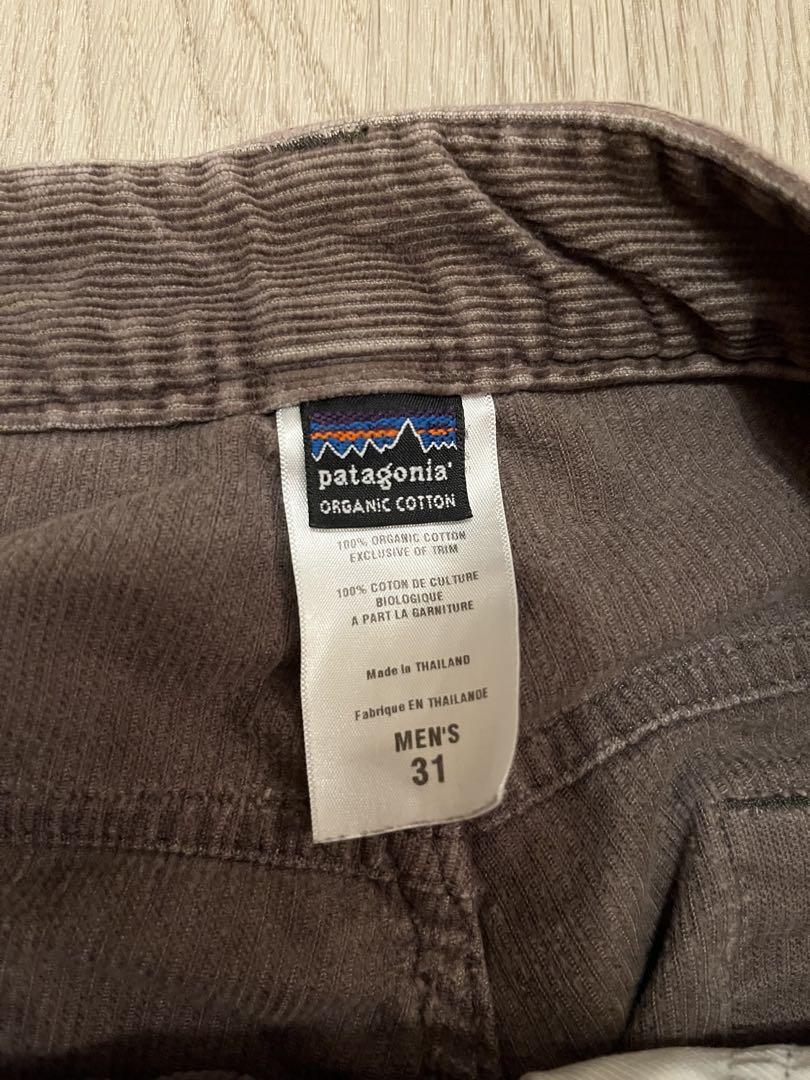 patagonia®
ORGANIC COTTON
100% ORGANIC COTTON
EXCLUSIVE OF TRIM
100% COTON DE CULTURE
BIOLOGIQUE
A PART LA GARNITURE
Made in THAILAND
Fabrique EN THAILANDE
MEN'S
31